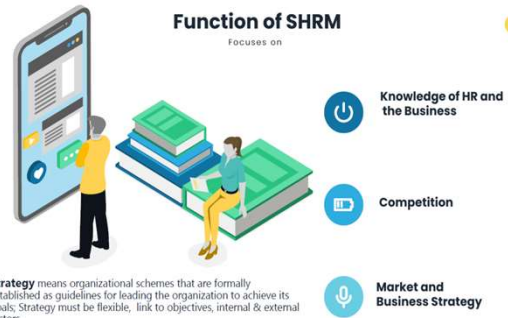 Function of SHRM
Focuses on
Knowledge of HR and
the Business
Competition
Market and
Business Strategy
means organizational schemes that are formally
as guidelines for leading the organization to achieve its
Strategy must be flexible, link to objectives, internal & external